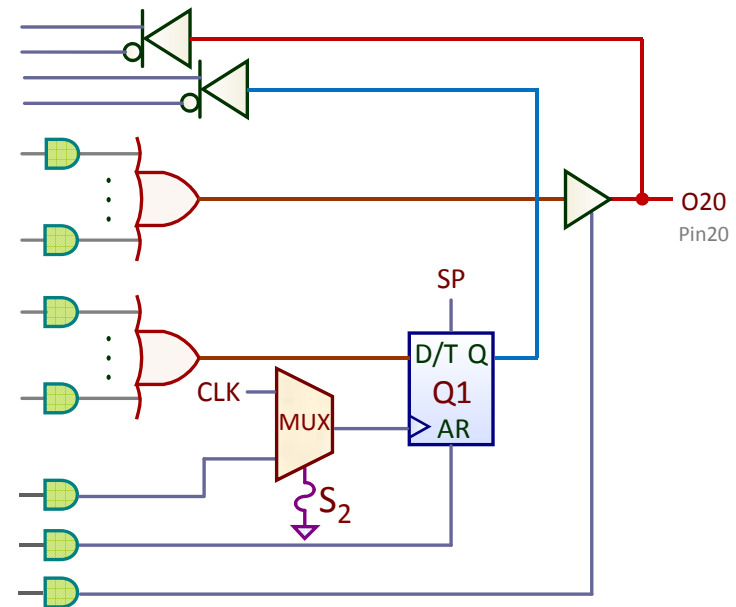 O20
Pin20
SP
D/T Q
Q1
AR
CLK
MUX
S2